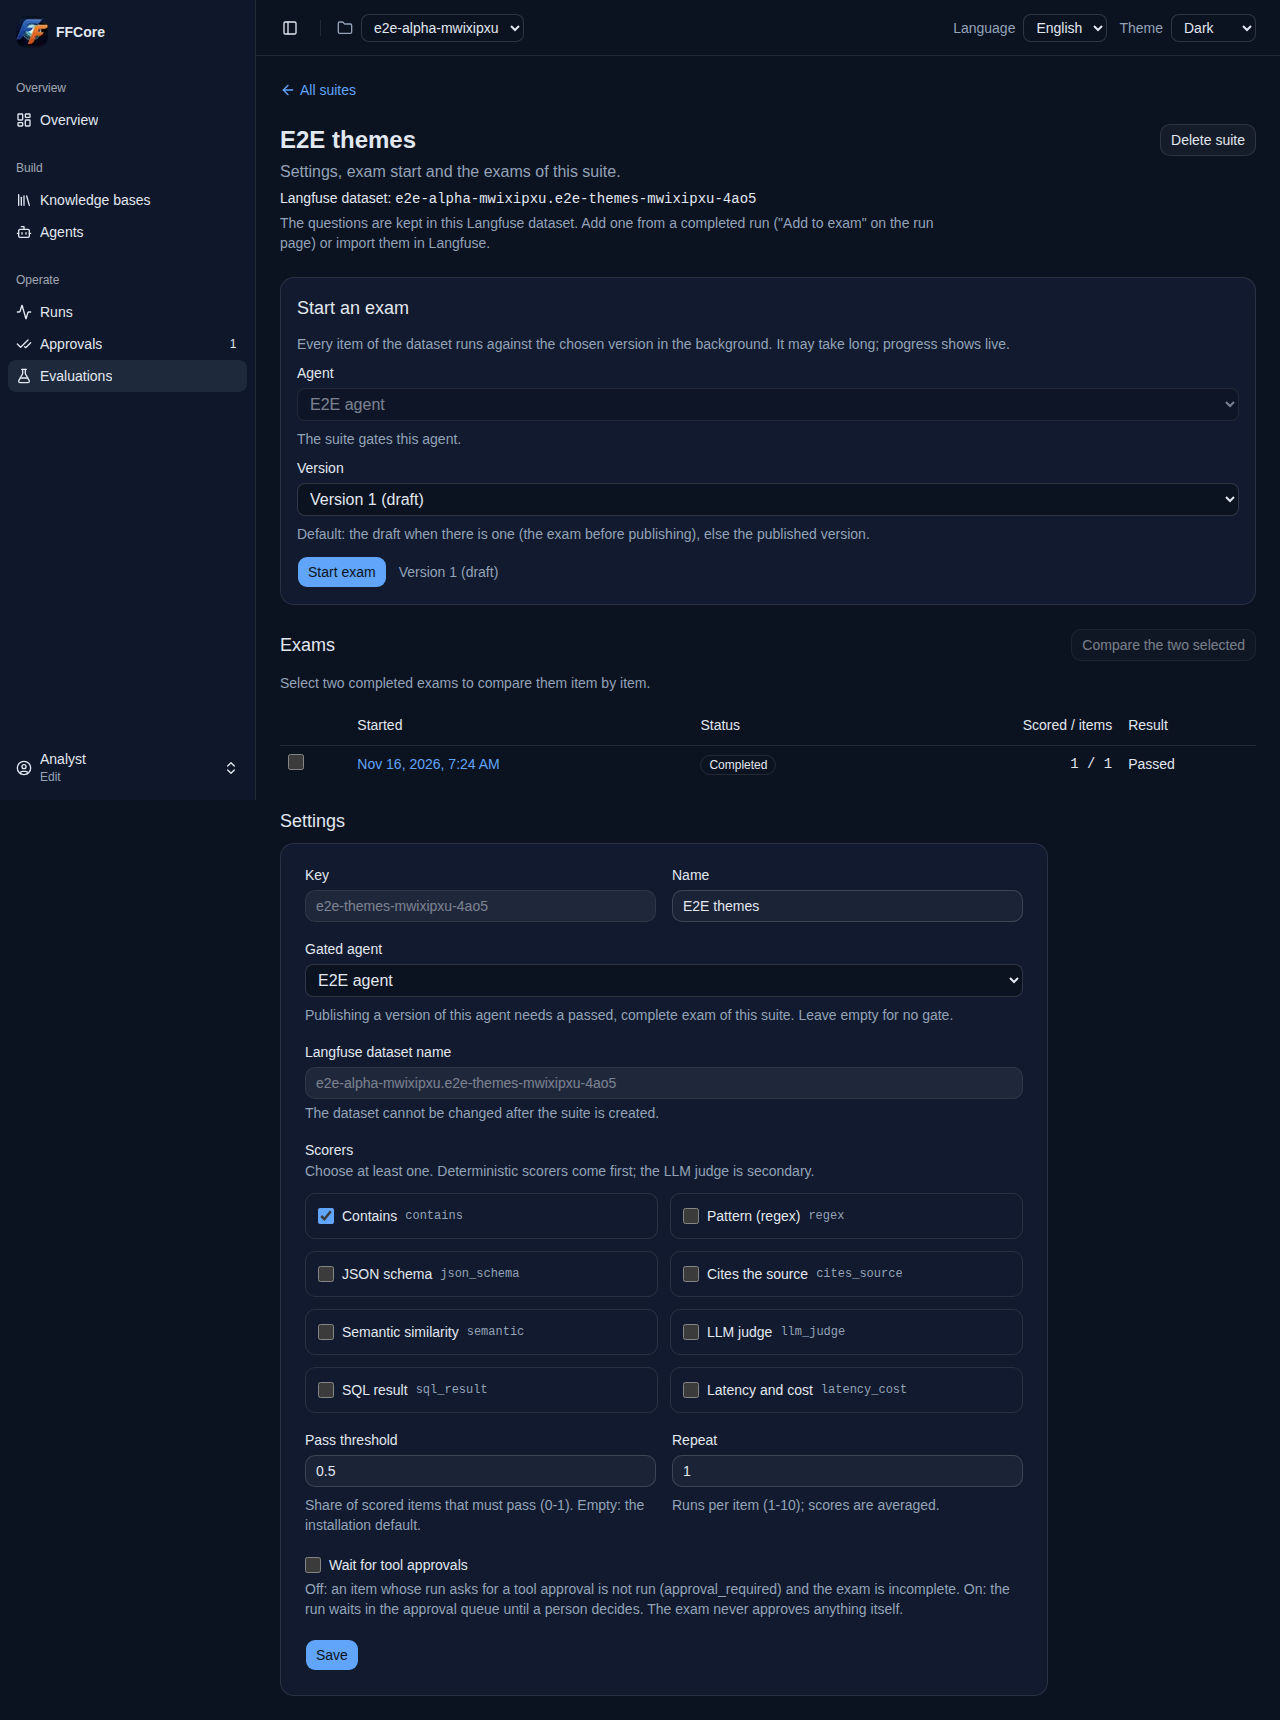 FFCore
Overview
Overview
Build
Knowledge bases
Agents
Operate
Runs
Approvals 1
Evaluations
Analyst
Edit
e2e-alpha-mwixipxu
Language English Theme Dark
All suites
E2E themes
Delete suite
Settings, exam start and the exams of this suite.
Langfuse dataset: e2e-alpha-mwixipxu.e2e-themes-mwixipxu-4ao5
The questions are kept in this Langfuse dataset. Add one from a completed run ("Add to exam" on the run
page) or import them in Langfuse.
Start an exam
Every item of the dataset runs against the chosen version in the background. It may take long; progress shows live.
Agent
E2E agent
The suite gates this agent.
Version
Version 1 (draft)
Default: the draft when there is one (the exam before publishing), else the published version.
Start exam Version 1 (draft)
Exams
Compare the two selected
Select two completed exams to compare them item by item.
Started Status Scored / items Result
Nov 16, 2026, 7:24 AM Completed 1 / 1 Passed
Settings
Key Name
e2e-themes-mwixipxu-4ao5 E2E themes
Gated agent
E2E agent
Publishing a version of this agent needs a passed, complete exam of this suite. Leave empty for no gate.
Langfuse dataset name
e2e-alpha-mwixipxu.e2e-themes-mwixipxu-4ao5
The dataset cannot be changed after the suite is created.
Scorers
Choose at least one. Deterministic scorers come first; the LLM judge is secondary.
Contains contains Pattern (regex) regex
JSON schema json_schema Cites the source cites_source
Semantic similarity semantic LLM judge llm_judge
SQL result sql_result Latency and cost latency_cost
Pass threshold Repeat
0.5 1
Share of scored items that must pass (0-1). Empty: the
installation default.
Runs per item (1-10); scores are averaged.
Wait for tool approvals
Off: an item whose run asks for a tool approval is not run (approval_required) and the exam is incomplete. On: the
run waits in the approval queue until a person decides. The exam never approves anything itself.
Save